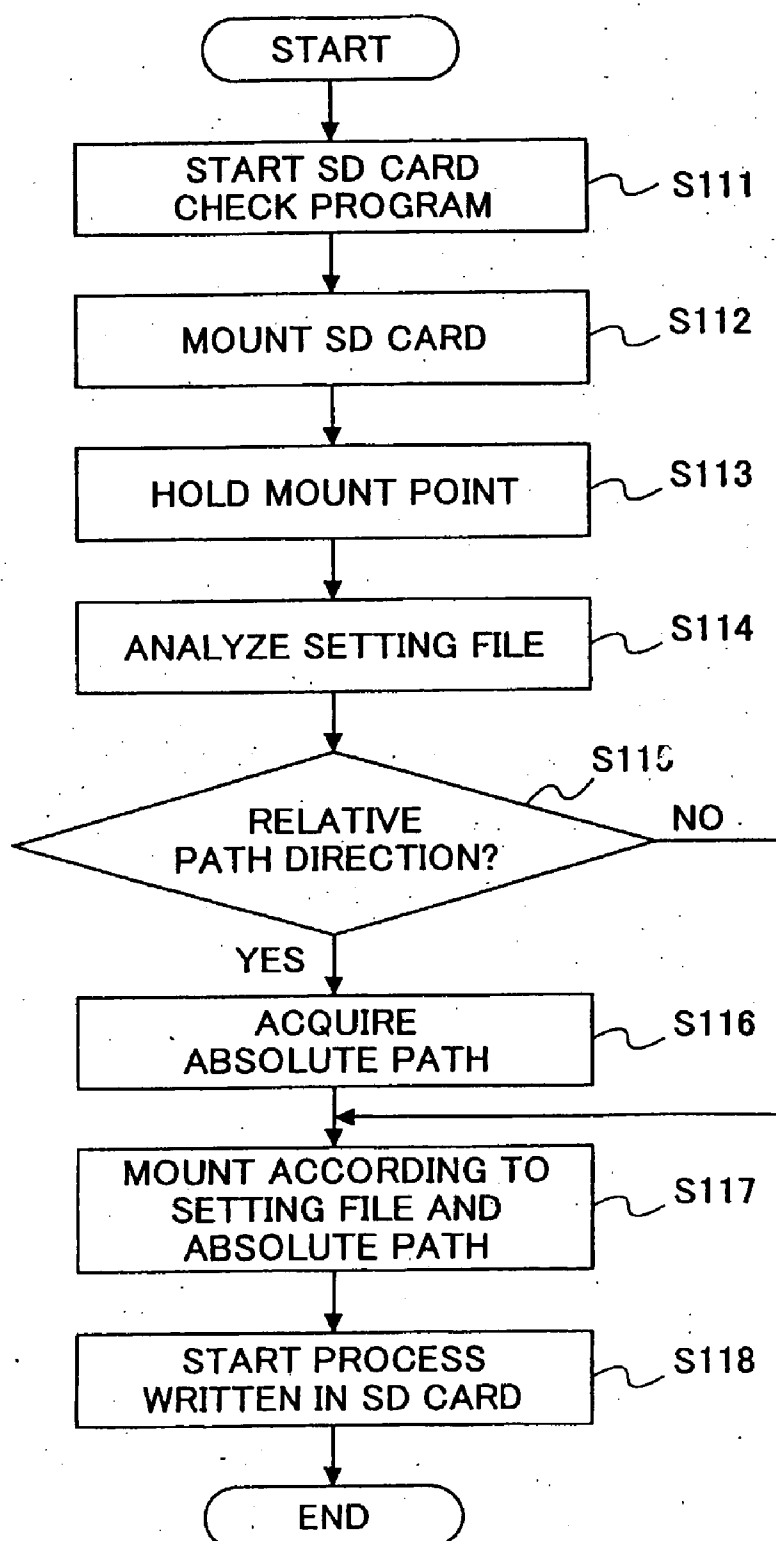 START
START SD CARD
CHECK PROGRAM
S111
MOUNT SD CARD
S112
HOLD MOUNT POINT
S113
ANALYZE SETTING FILE
S114
S115
RELATIVE
PATH DIRECTION?
NO
YES
ACQUIRE
ABSOLUTE PATH
S116
MOUNT ACCORDING TO
SETTING FILE AND
ABSOLUTE PATH
S117
START PROCESS
WRITTEN IN SD CARD
S118
END